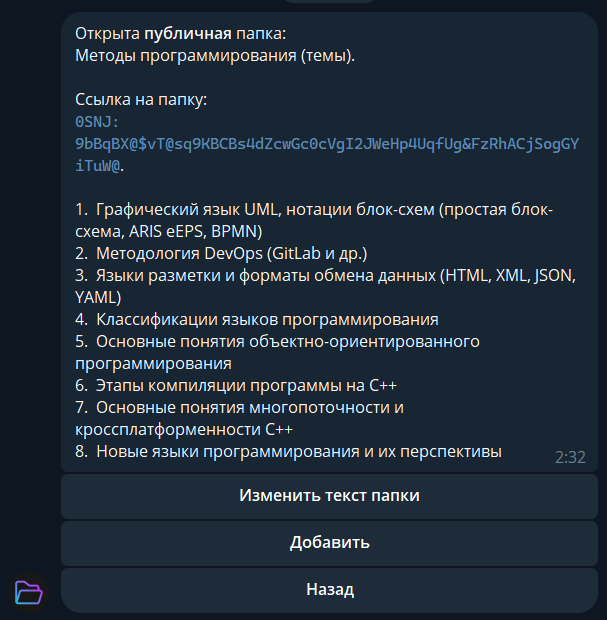 Открыта публичная папка:
Методы программирования (темы).
Ссылка на папку:
0SNJ:
9bBqBX@$vT@sq9KBCBs4dZcwGc0cVgI2JWeHp4UqfUg&FzRhACjSogGY
iTuW@.
1. Графический язык UML, нотации блок-схем (простая блок-
схема, ARIS eEPS, BPMN)
2. Методология DevOps (GitLab и др.)
3. Языки разметки и форматы обмена данных (HTML, XML, JSON,
YAML)
4. Классификации языков программирования
5. Основные понятия объектно-ориентированного
программирования
6. Этапы компиляции программы на C++
7. Основные понятия многопоточности и
кроссплатформенности C++
8. Новые языки программирования и их перспективы
2:32
Изменить текст папки
Добавить
Назад